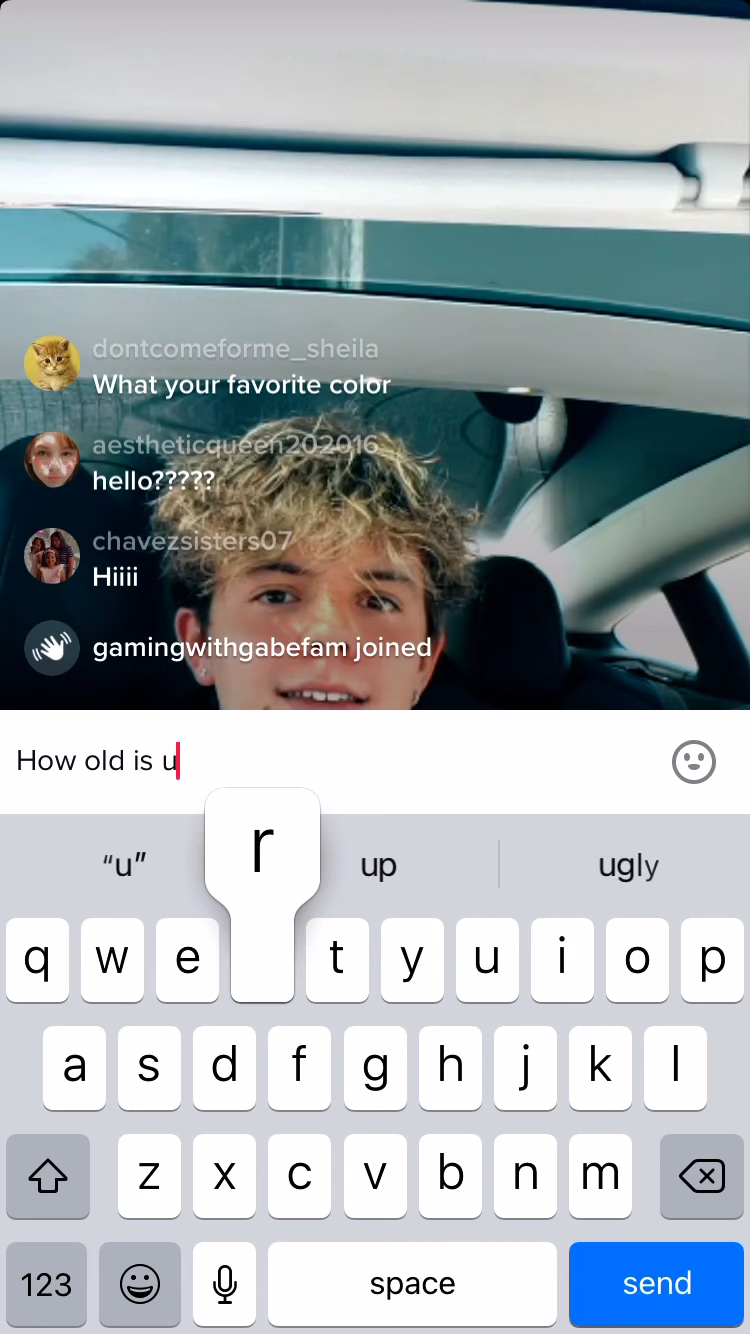 dontcomeforme_sheila
What your favorite color
aestheticqueen202016
hello?????
chavezsisters07
Hiiii
gamingwithgabefam joined
How old is u
r
“u” up ugly
q w e t y u i o p
a s d f g h j k l
z x c v b n m
123 space send